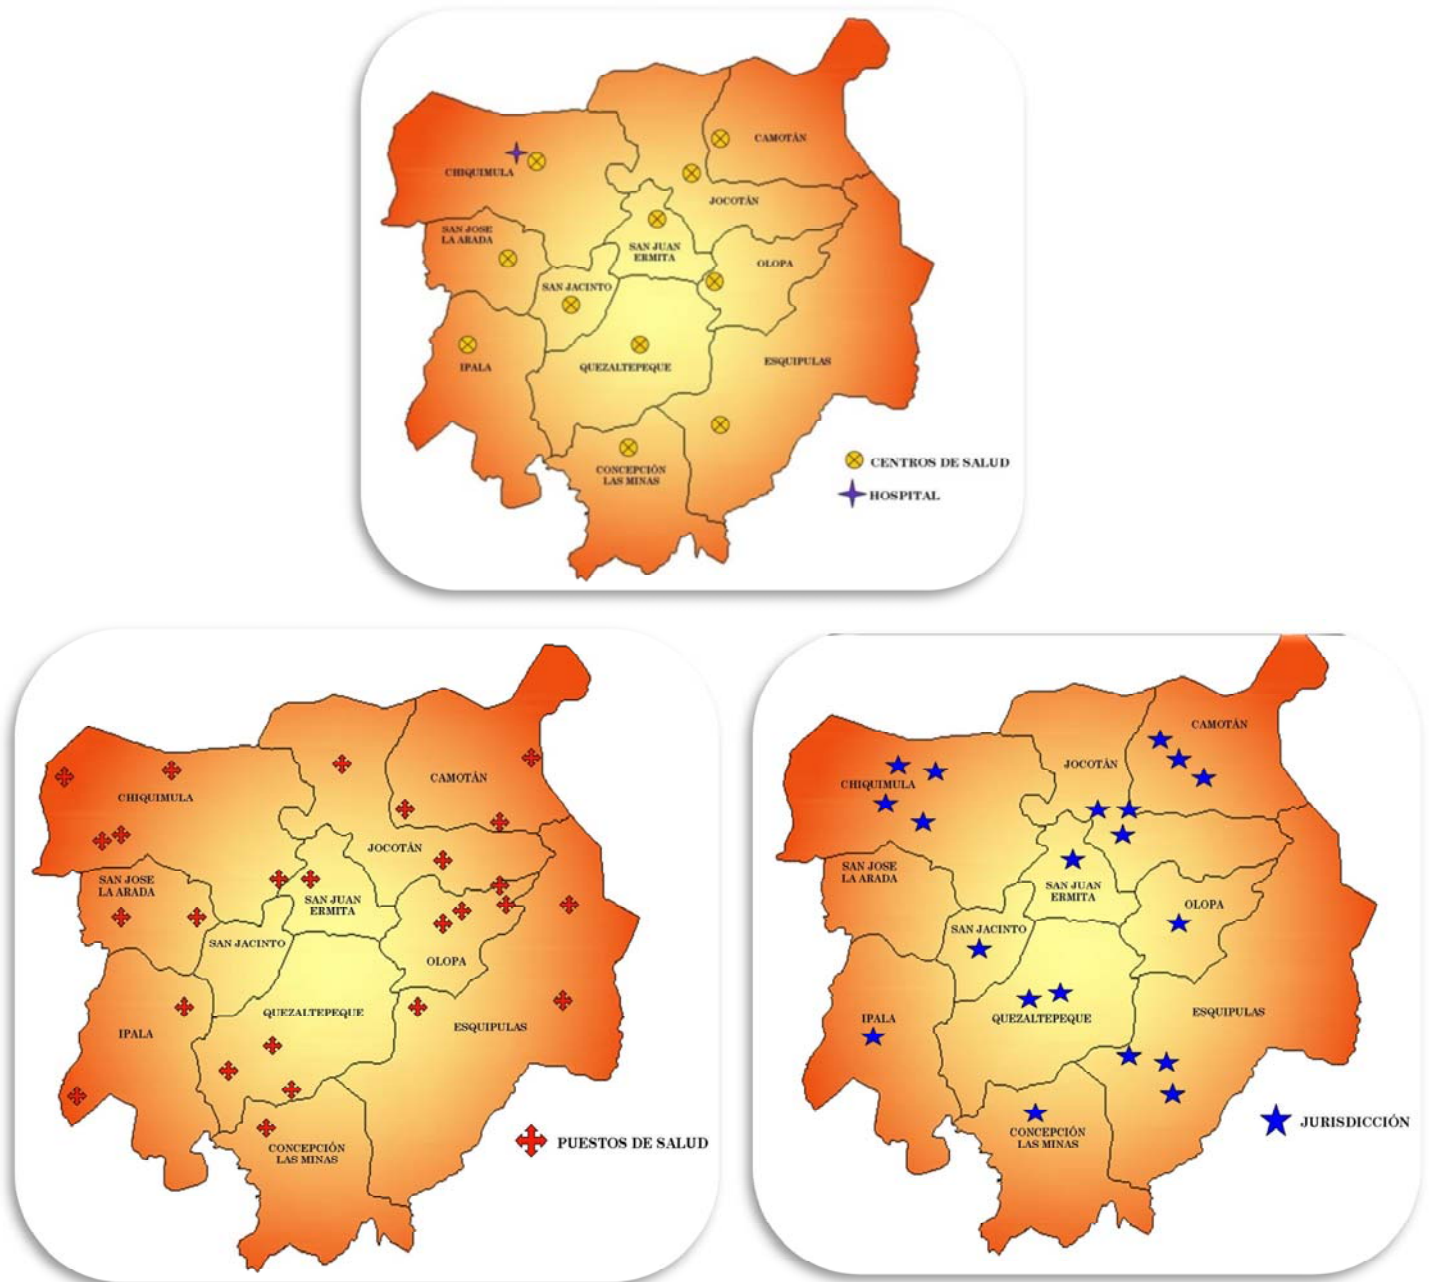 CAMOTÁN
CHIQUIMULA
JOCOTÁN
SAN JOSE
LA ARADA
SAN JUAN
ERMITA
OLOPA
SAN JACINTO
IPALA
QUEZALTEPEQUE
ESQUIPULAS
CONCEPCIÓN
LAS MINAS
CENTROS DE SALUD
HOSPITAL
CAMOTÁN
CHIQUIMULA
JOCOTÁN
SAN JOSE
LA ARADA
SAN JUAN
ERMITA
SAN JACINTO
OLOPA
QUEZALTEPEQUE
ESQUIPULAS
IPALA
CONCEPCIÓN
LAS MINAS
PUESTOS DE SALUD
CAMOTÁN
JOCOTÁN
CHIQUIMULA
SAN JOSE
LA ARADA
SAN JUAN
ERMITA
OLOPA
SAN JACINTO
ESQUIPULAS
IPALA
QUEZALTEPEQUE
CONCEPCIÓN
LAS MINAS
JURISDICCIÓN